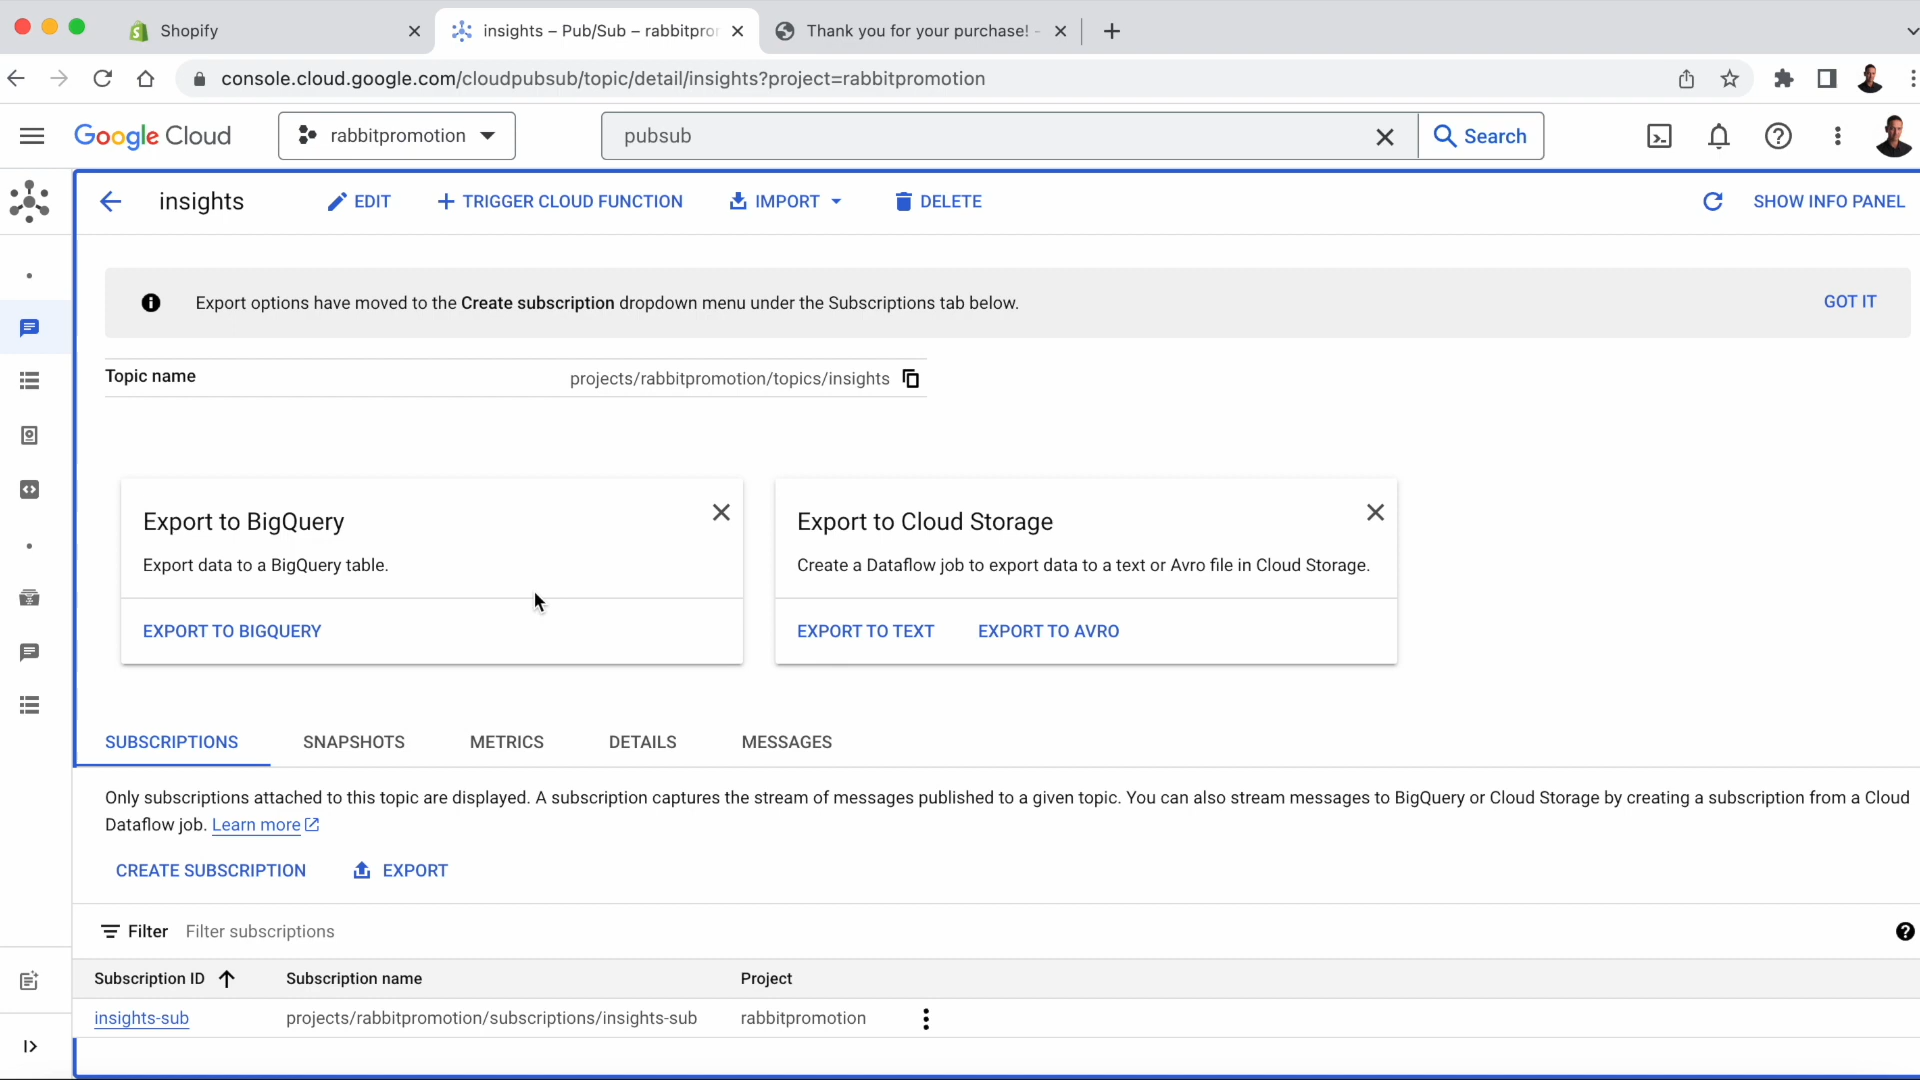 Shopify
insights – Pub/Sub – rabbitpror
Thank you for your purchase! -
console.cloud.google.com/cloudpubsub/topic/detail/insights?project=rabbitpromotion
Google Cloud
rabbitpromotion
pubsub
Search
insights
EDIT
TRIGGER CLOUD FUNCTION
IMPORT
DELETE
SHOW INFO PANEL
Export options have moved to the Create subscription dropdown menu under the Subscriptions tab below.
GOT IT
Topic name
projects/rabbitpromotion/topics/insights
Export to BigQuery
Export data to a BigQuery table.
EXPORT TO BIGQUERY
Export to Cloud Storage
Create a Dataflow job to export data to a text or Avro file in Cloud Storage.
EXPORT TO TEXT
EXPORT TO AVRO
SUBSCRIPTIONS
SNAPSHOTS
METRICS
DETAILS
MESSAGES
Only subscriptions attached to this topic are displayed. A subscription captures the stream of messages published to a given topic. You can also stream messages to BigQuery or Cloud Storage by creating a subscription from a Cloud
Dataflow job. Learn more
CREATE SUBSCRIPTION
EXPORT
Filter
Filter subscriptions
Subscription ID
Subscription name
Project
insights-sub
projects/rabbitpromotion/subscriptions/insights-sub
rabbitpromotion